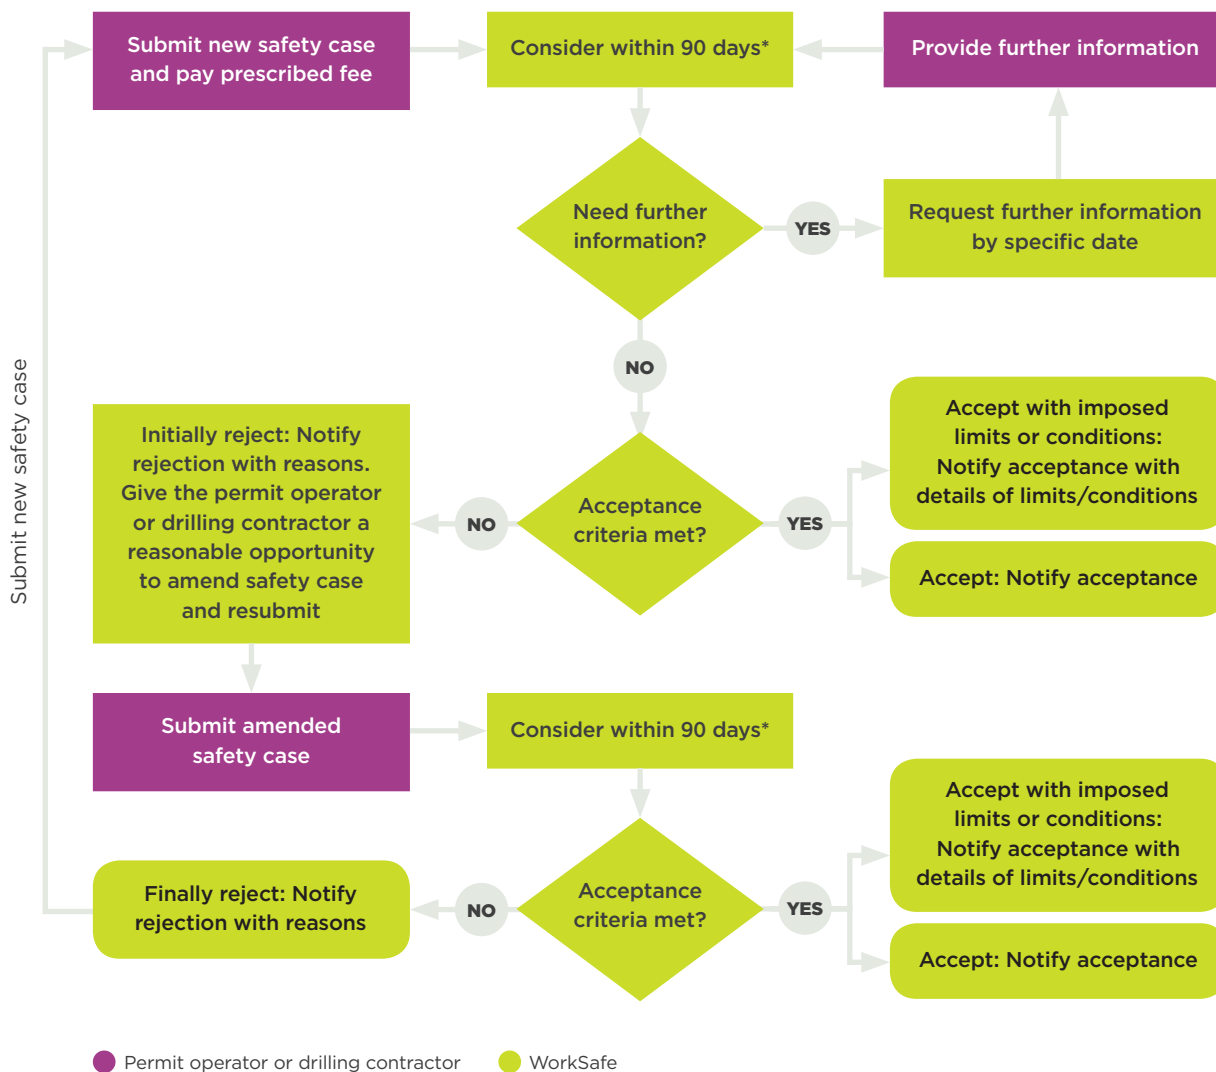 Submit new safety case
and pay prescribed fee
Consider within 90 days*
Provide further information
Need further
information?
YES
Request further information
by specific date
NO
Submit new safety case
Initially reject: Notify
rejection with reasons.
Give the permit operator
or drilling contractor a
reasonable opportunity
to amend safety case
and resubmit
NO
Acceptance
criteria met?
YES
Accept with imposed
limits or conditions:
Notify acceptance with
details of limits/conditions
Accept: Notify acceptance
Submit amended
safety case
Consider within 90 days*
Finally reject: Notify
rejection with reasons
NO
Acceptance
criteria met?
YES
Accept with imposed
limits or conditions:
Notify acceptance with
details of limits/conditions
Accept: Notify acceptance
Permit operator or drilling contractor
WorkSafe